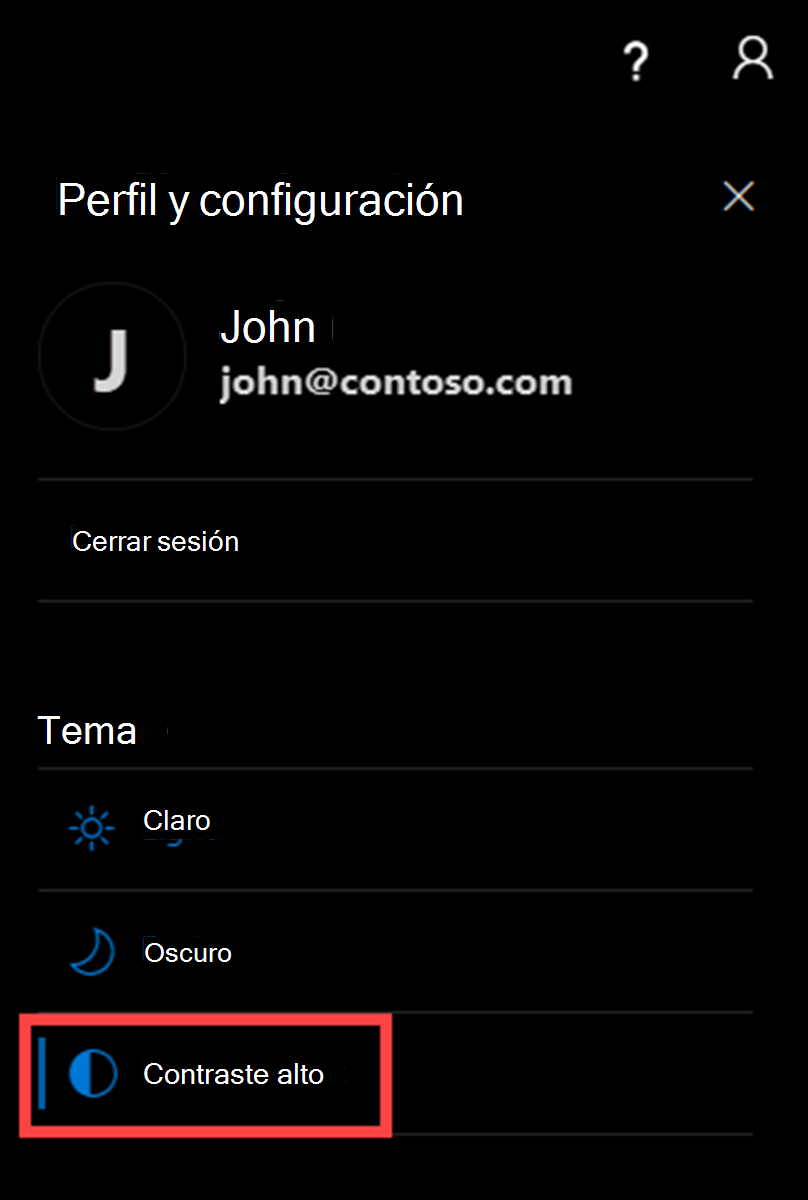 ?
Perfil y configuración
J
John
john@contoso.com
Cerrar sesión
Tema
Claro
Oscuro
Contraste alto